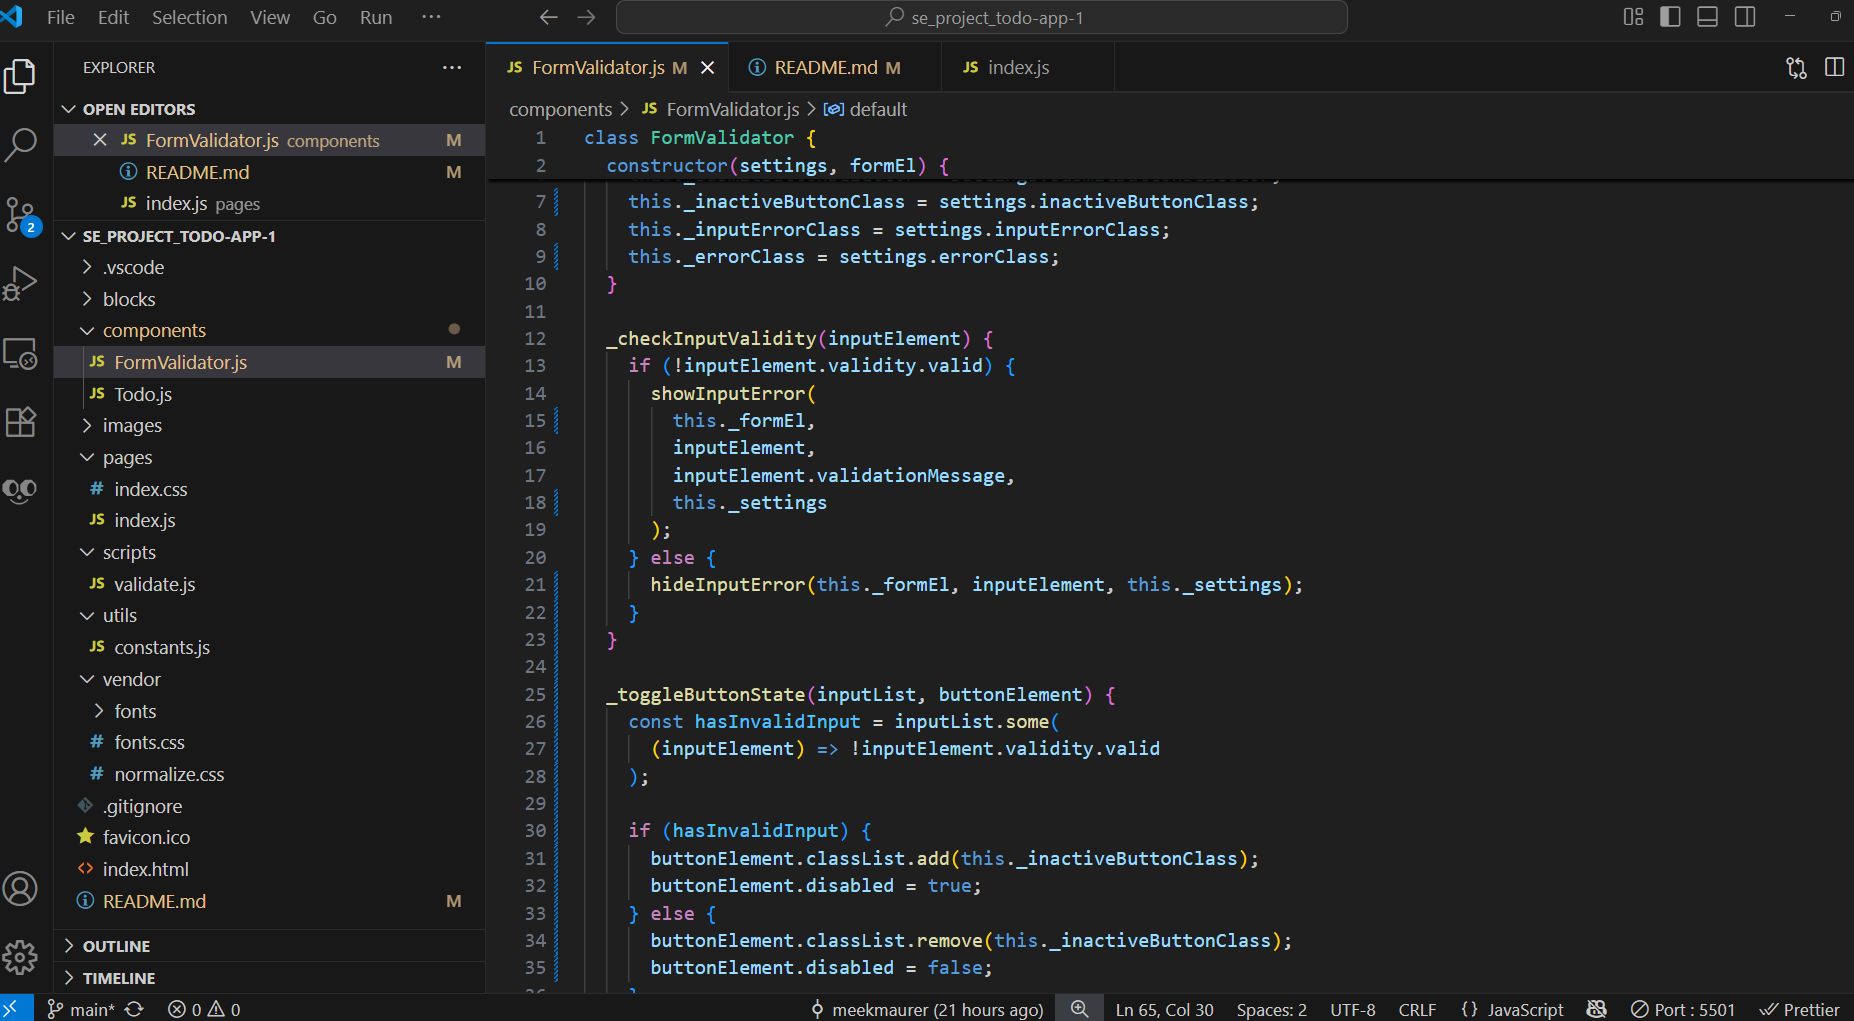 File Edit Selection View Go Run ···
se_project_todo-app-1
EXPLORER
OPEN EDITORS
JS FormValidator.js components M
README.md M
JS index.js pages
SE_PROJECT_TODO-APP-1
.vscode
blocks
components
JS FormValidator.js M
JS Todo.js
images
pages
# index.css
JS index.js
scripts
JS validate.js
utils
JS constants.js
vendor
fonts
# fonts.css
# normalize.css
.gitignore
favicon.ico
<> index.html
README.md M
OUTLINE
TIMELINE
2
JS FormValidator.js M
README.md M
JS index.js
components > JS FormValidator.js > default
1 class FormValidator {
2 constructor(settings, formEl) {
7 this._inactiveButtonClass = settings.inactiveButtonClass;
8 this._inputErrorClass = settings.inputErrorClass;
9 this._errorClass = settings.errorClass;
10 }
11
12 _checkInputValidity(inputElement) {
13 if (!inputElement.validity.valid) {
14 showInputError(
15 this._formEl,
16 inputElement,
17 inputElement.validationMessage,
18 this._settings
19 );
20 } else {
21 hideInputError(this._formEl, inputElement, this._settings);
22 }
23 }
24
25 _toggleButtonState(inputList, buttonElement) {
26 const hasInvalidInput = inputList.some(
27 (inputElement) => !inputElement.validity.valid
28 );
29
30 if (hasInvalidInput) {
31 buttonElement.classList.add(this._inactiveButtonClass);
32 buttonElement.disabled = true;
33 } else {
34 buttonElement.classList.remove(this._inactiveButtonClass);
35 buttonElement.disabled = false;
main* 0 0 meekmaurer (21 hours ago) Ln 65, Col 30 Spaces: 2 UTF-8 CRLF {} JavaScript Port : 5501 Prettier